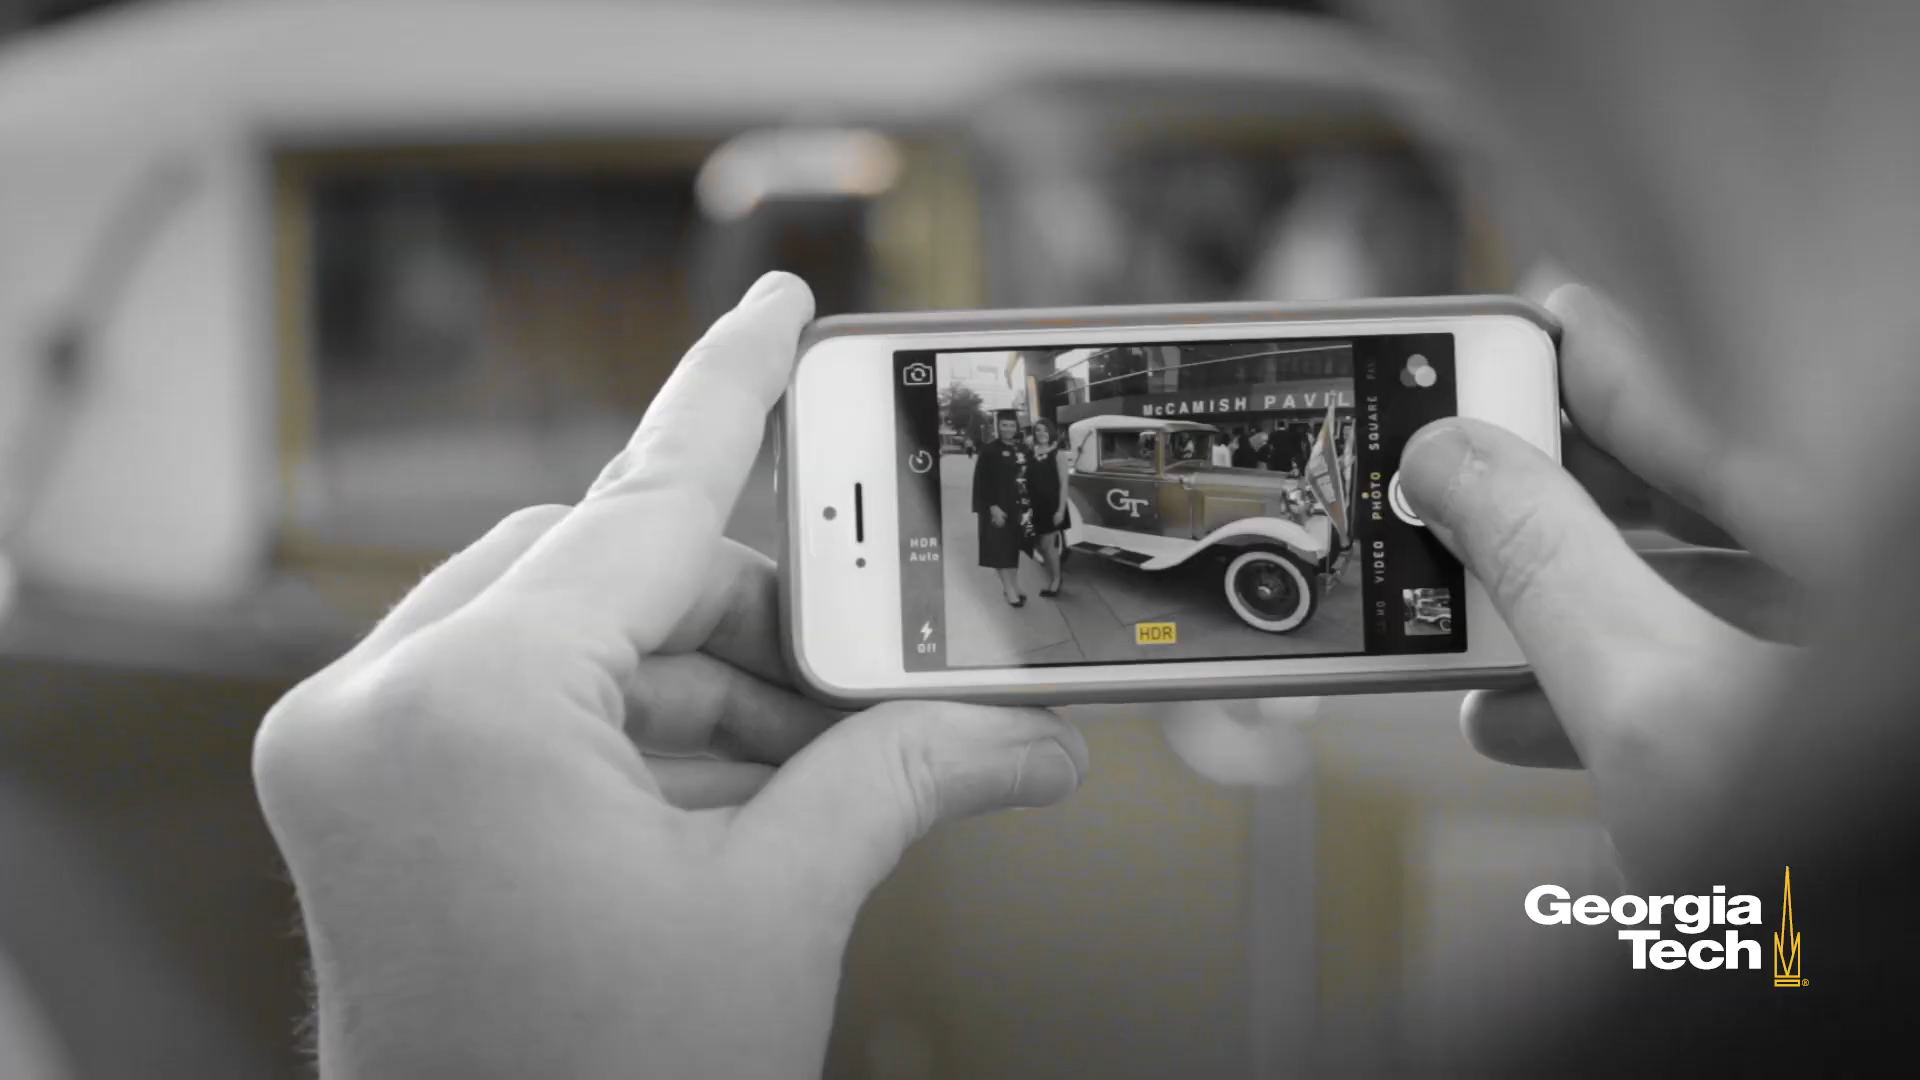 McCAMISH PAVIL
GT
HDR
Auto
Off
HDR
SQUARE
PHOTO
VIDEO
Georgia
Tech
®